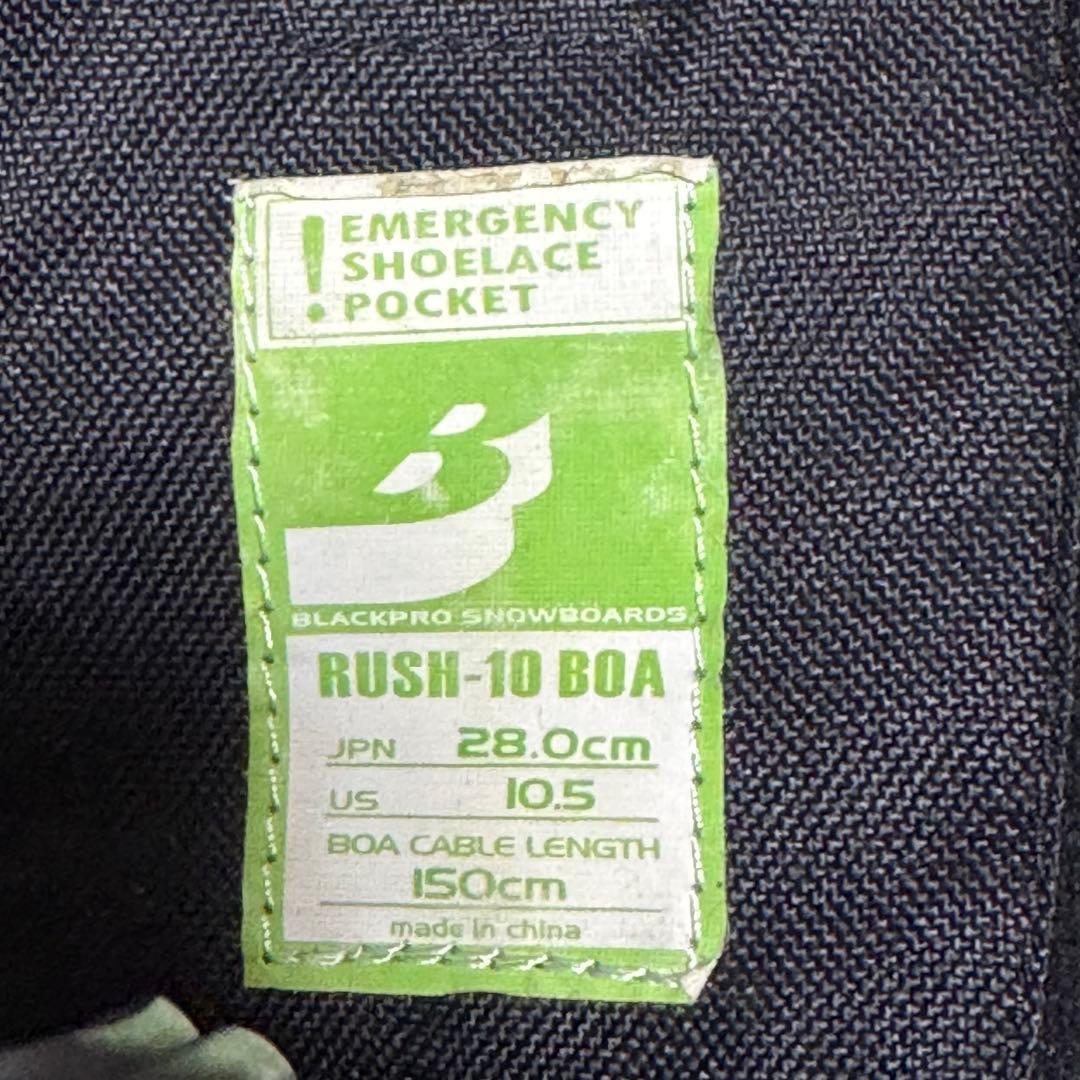 ! EMERGENCY
SHOELACE
POCKET
BLACKPRO SNOWBOARDS
RUSH-10 BOA
JPN 28.0cm
US 10.5
BOA CABLE LENGTH
150cm
made in china